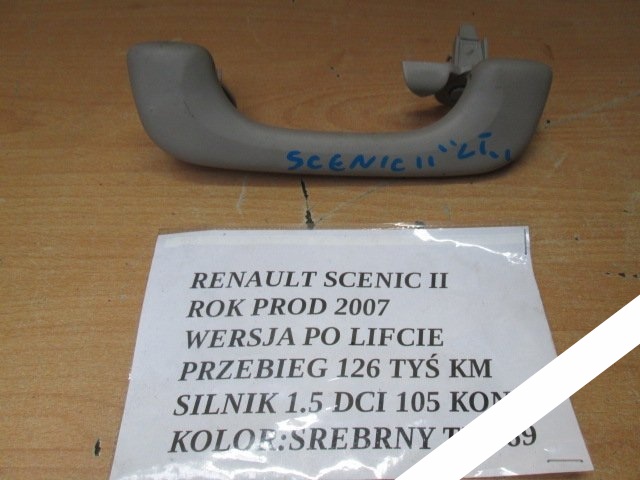 SCENIC II "LT."
RENAULT SCENIC II
ROK PROD 2007
WERSJA PO LIFCIE
PRZEBIEG 126 TYŚ KM
SILNIK 1.5 DCI 105 KON
KOLOR:SREBRNY